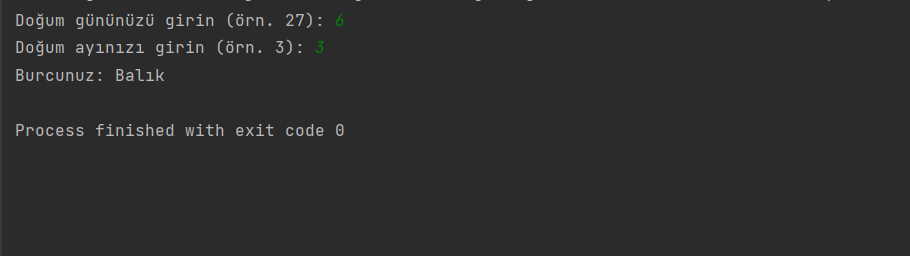 Doğum gününüzü girin (örn. 27): 6
Doğum ayınızı girin (örn. 3): 3
Burcunuz: Balık
Process finished with exit code 0